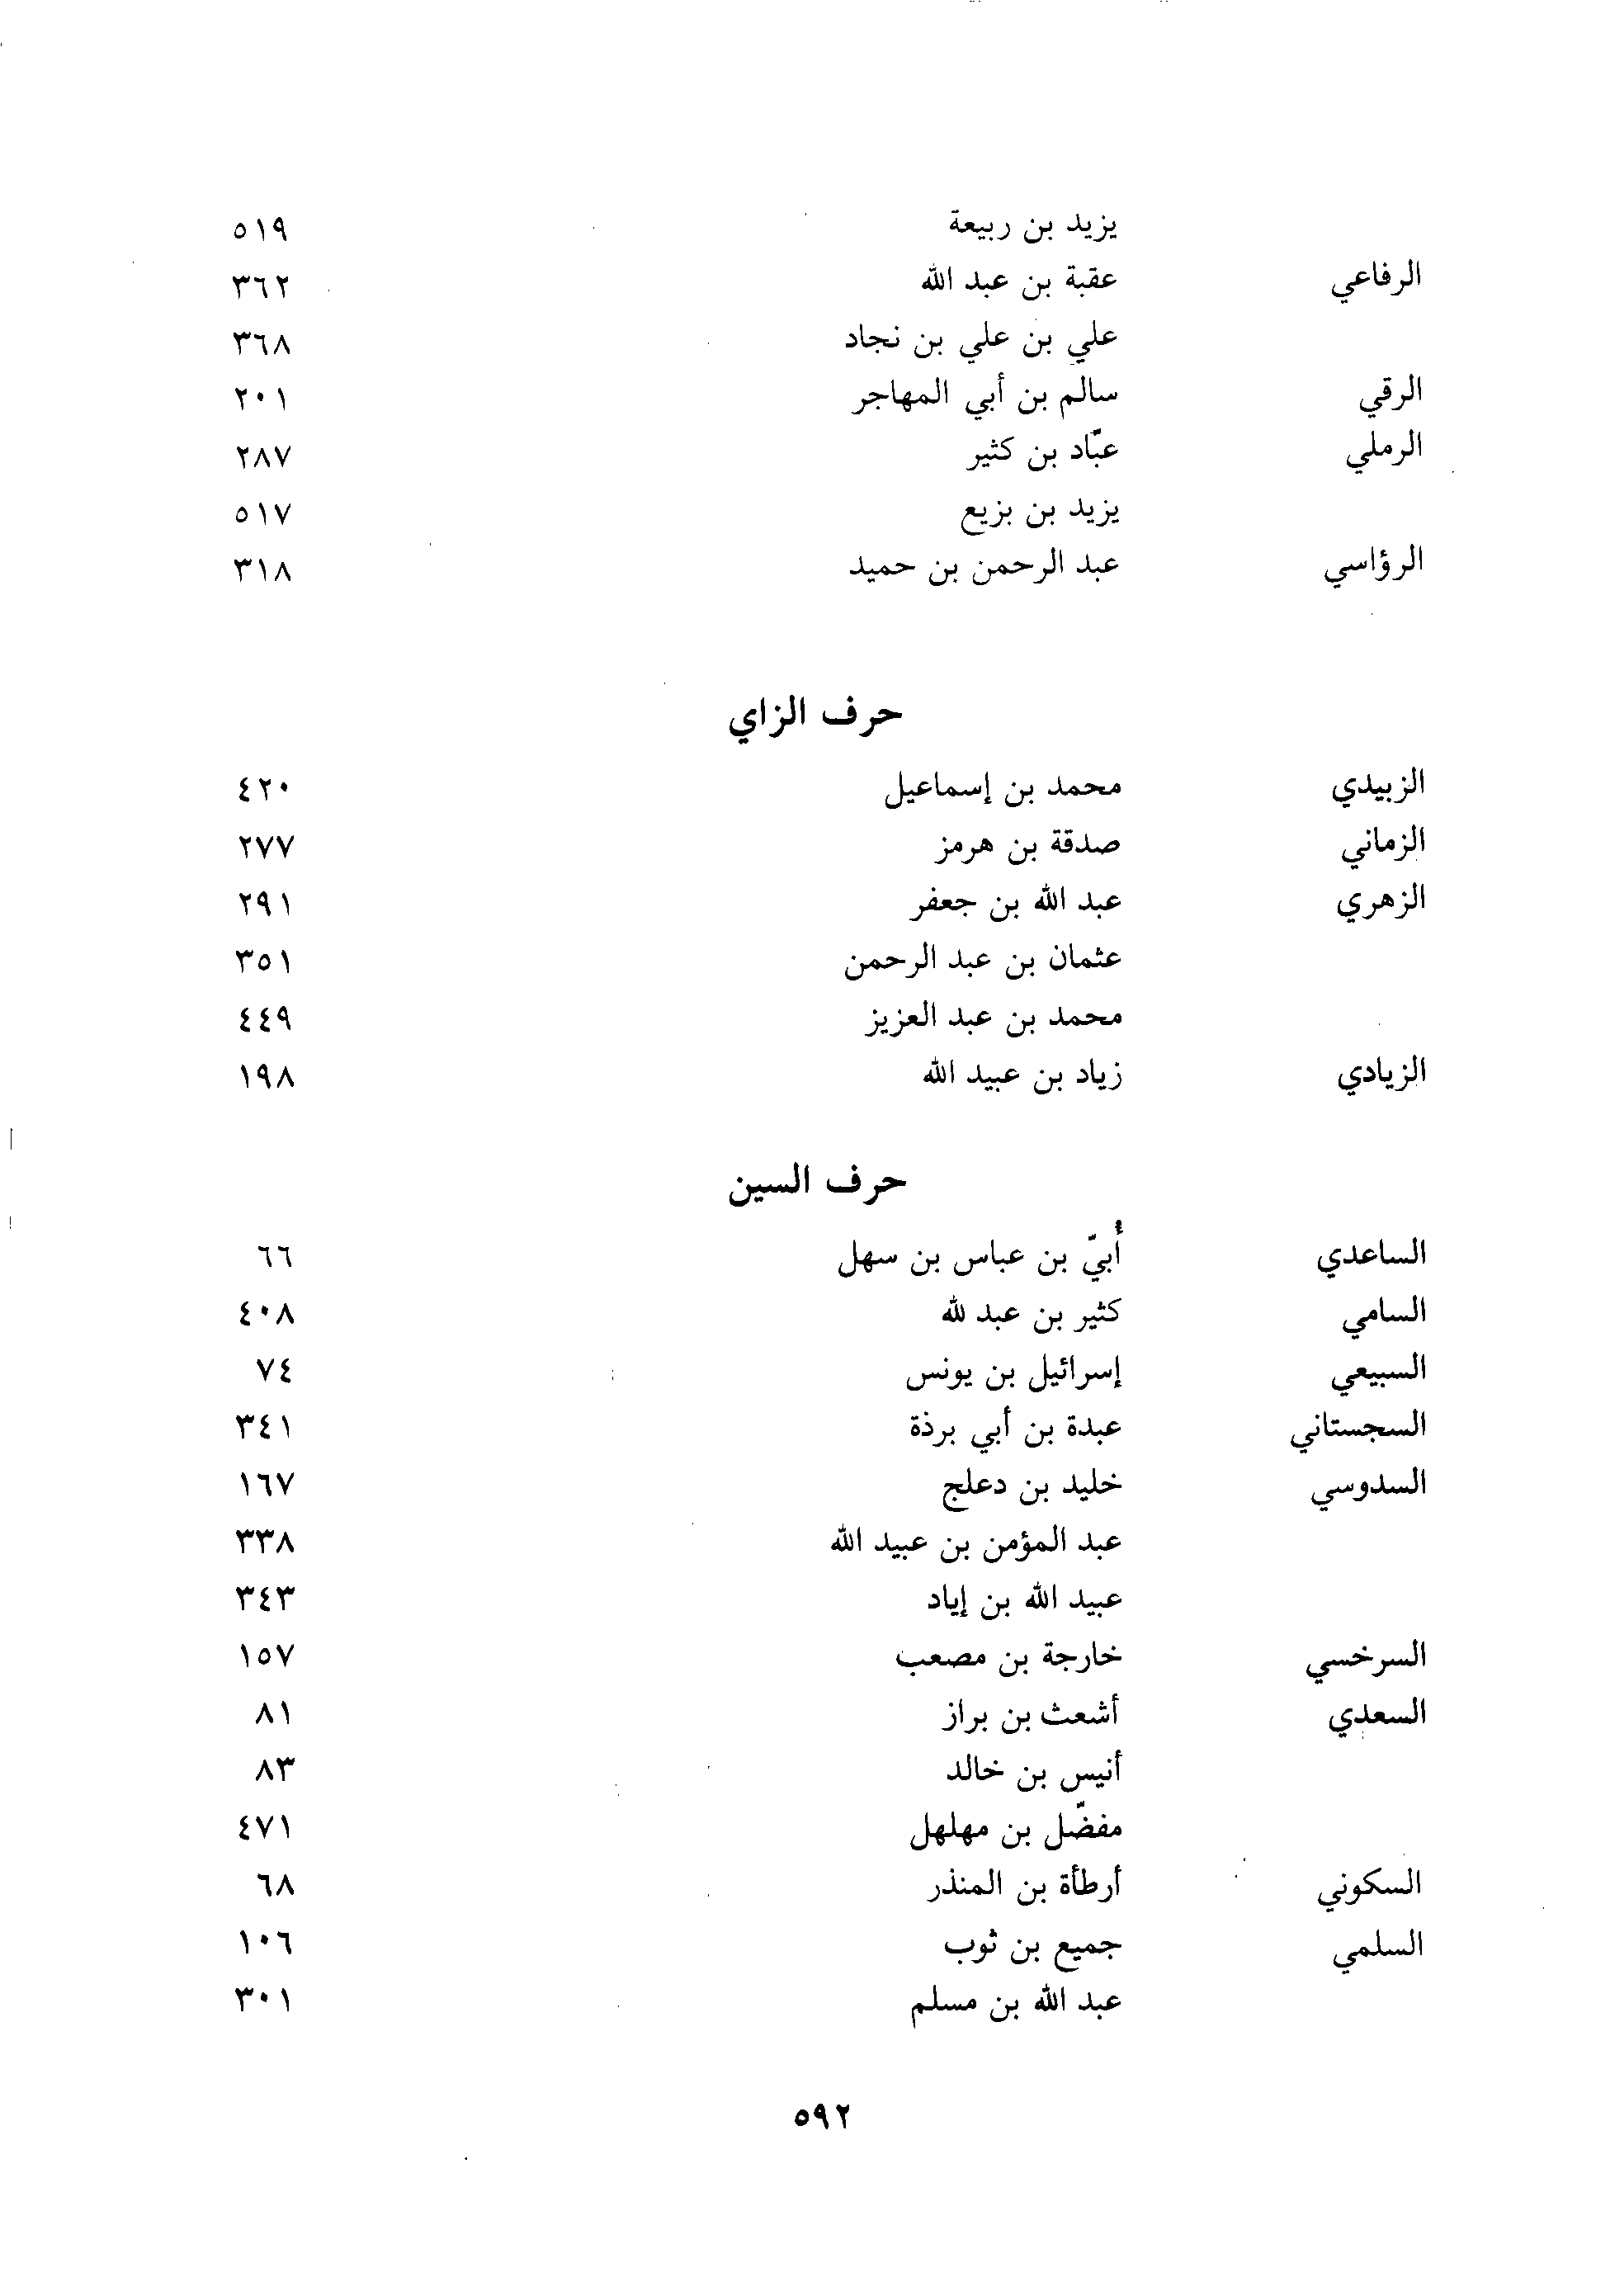 يزيد بن ربيعة ٥١٩
الرفاعي عقبة بن عبد الله ٣٦٢
علي بن علي بن نجاد ٣٦٨
الرقي سالم بن أبي المهاجر ٢٠١
الرملي عبّاد بن كثير ٢٨٧
يزيد بن بزيع ٥١٧
الرؤاسي عبد الرحمن بن حميد ٣١٨
حرف الزاي
الزبيدي محمد بن إسماعيل ٤٢٠
الزماني صدقة بن هرمز ٢٧٧
الزهري عبد الله بن جعفر ٢٩١
عثمان بن عبد الرحمن ٣٥١
محمد بن عبد العزيز ٤٤٩
الزيادي زياد بن عبيد الله ١٩٨
حرف السين
الساعدي أُبيّ بن عباس بن سهل ٦٦
السامي كثير بن عبد لله ٤٠٨
السبيعي إسرائيل بن يونس ٧٤
السجستاني عبدة بن أبي برذة ٣٤١
السدوسي خليد بن دعلج ١٦٧
عبد المؤمن بن عبيد الله ٣٣٨
عبيد الله بن إياد ٣٤٣
السرخسي خارجة بن مصعب ١٥٧
السعدي أشعث بن براز ٨١
أنيس بن خالد ٨٣
مفضّل بن مهلهل ٤٧١
السكوني أرطأة بن المنذر ٦٨
السلمي جميع بن ثوب ١٠٦
عبد الله بن مسلم ٣٠١
٥٩٢